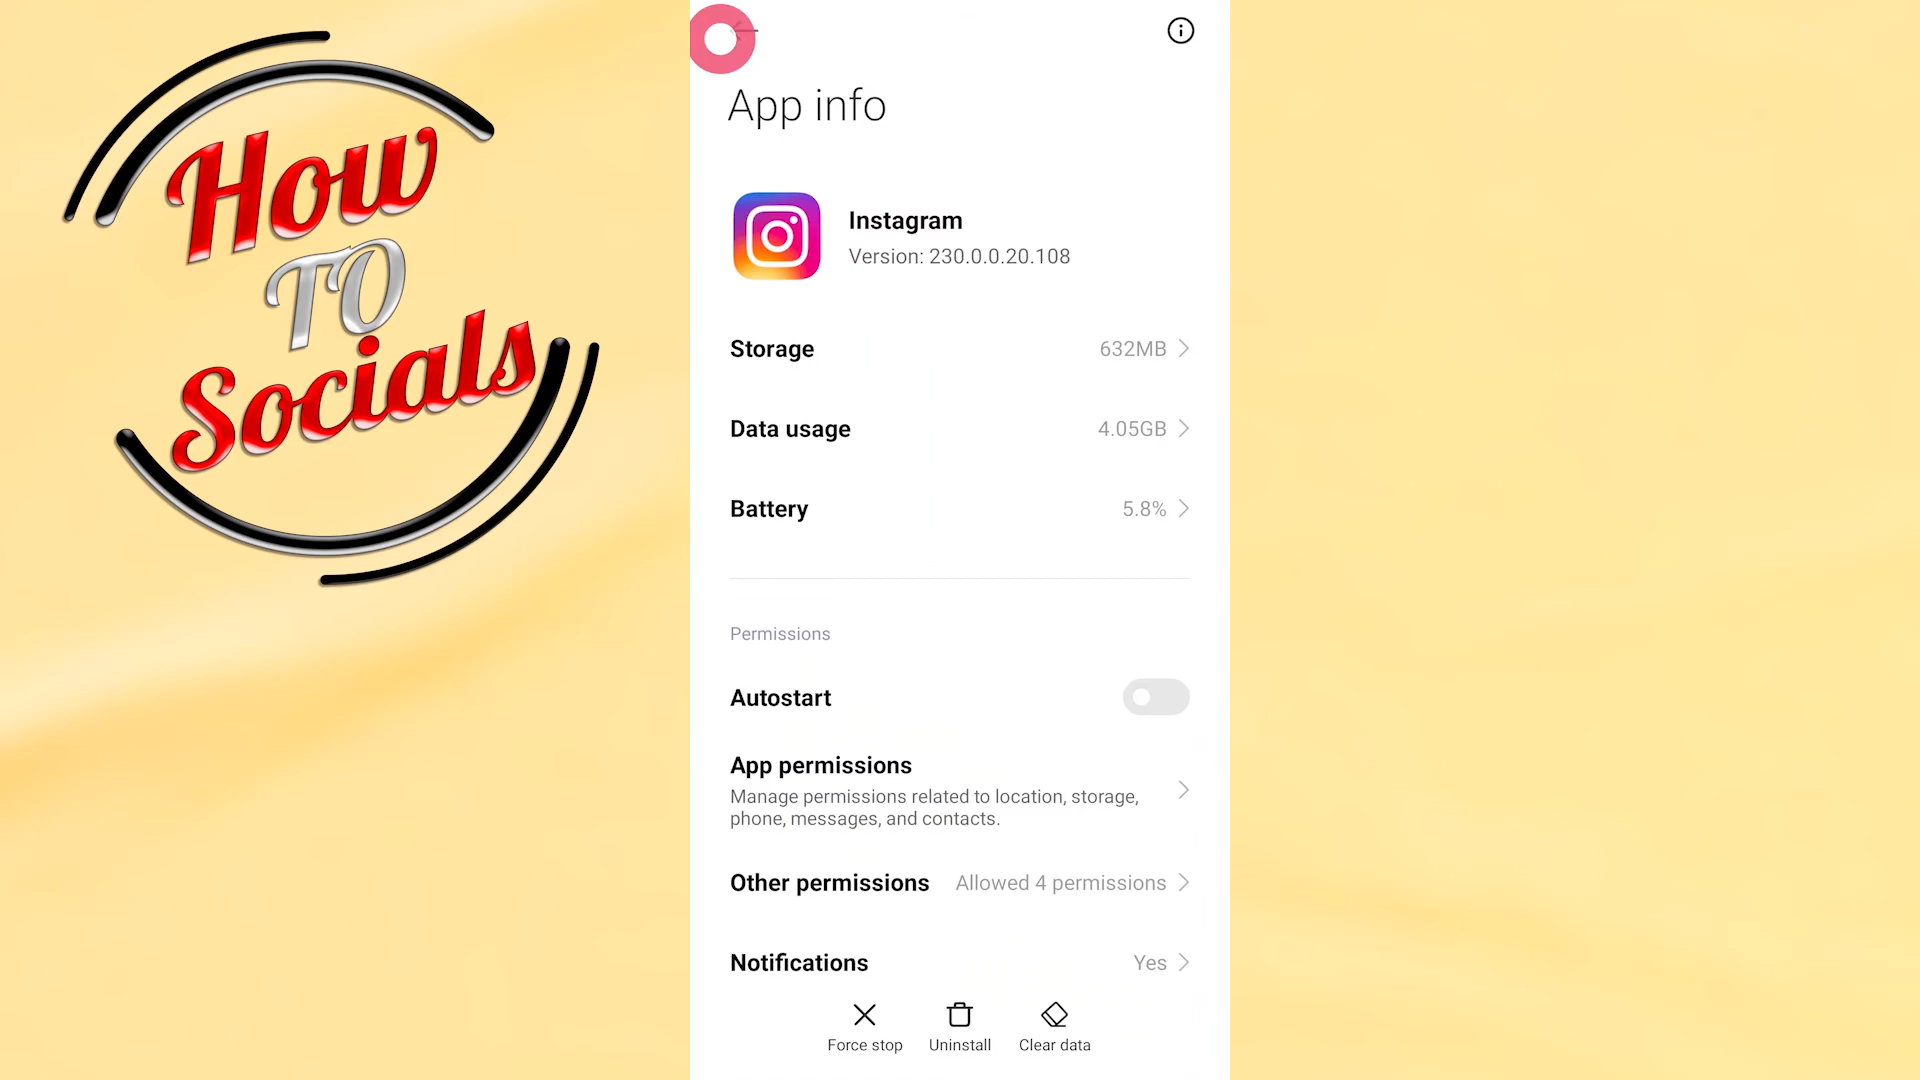 How
TO
Socials
App info
Instagram
Version: 230.0.0.20.108
Storage 632MB
Data usage 4.05GB
Battery 5.8%
Permissions
Autostart
App permissions
Manage permissions related to location, storage,
phone, messages, and contacts.
Other permissions Allowed 4 permissions
Notifications Yes
Force stop Uninstall Clear data